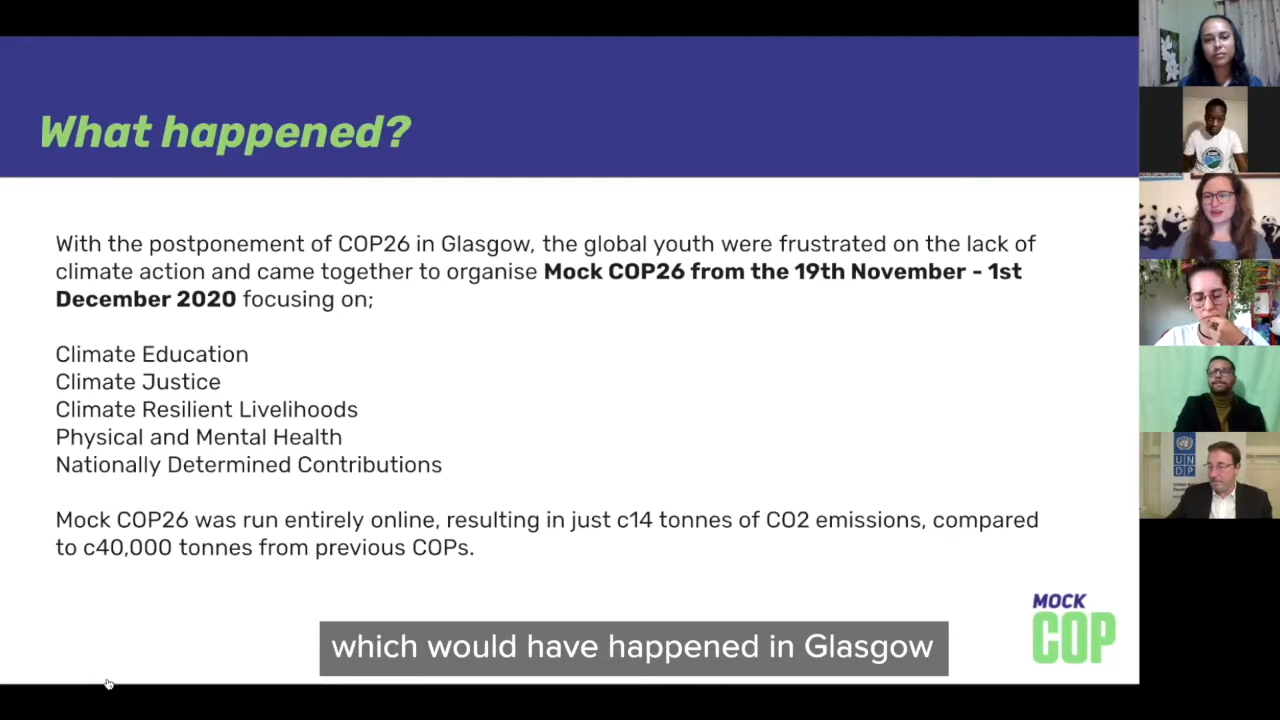 What happened?
With the postponement of COP26 in Glasgow, the global youth were frustrated on the lack of
climate action and came together to organise Mock COP26 from the 19th November - 1st
December 2020 focusing on;
Climate Education
Climate Justice
Climate Resilient Livelihoods
Physical and Mental Health
Nationally Determined Contributions
Mock COP26 was run entirely online, resulting in just c14 tonnes of CO2 emissions, compared
to c40,000 tonnes from previous COPs.
MOCK
COP
which would have happened in Glasgow
U N
D P